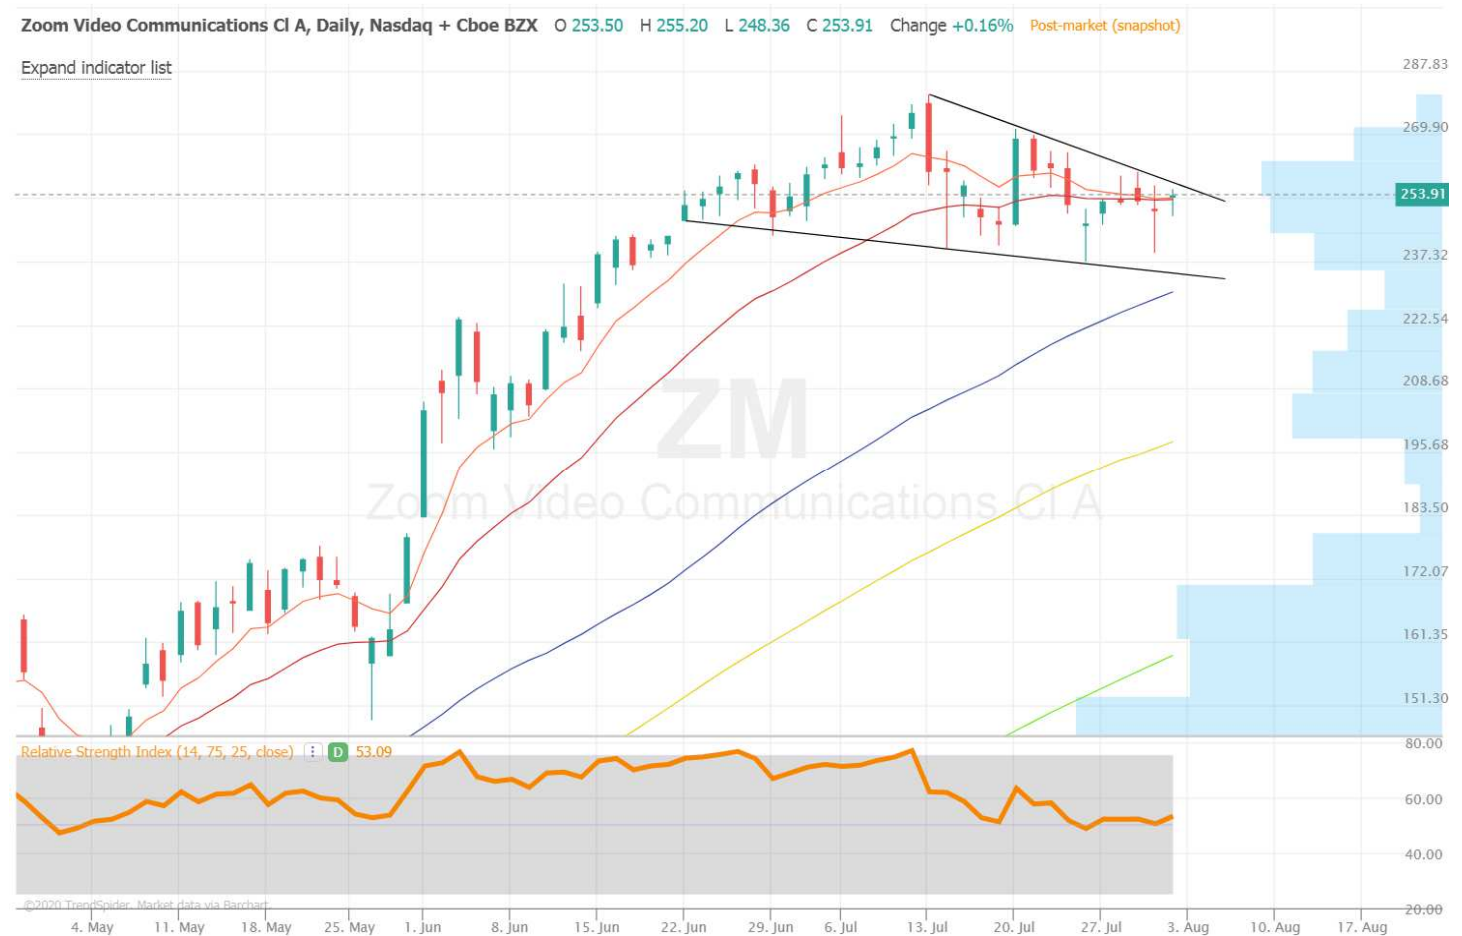 Zoom Video Communications Cl A, Daily, Nasdaq + Cboe BZX O 253.50 H 255.20 L 248.36 C 253.91 Change +0.16% Post-market (snapshot)
Expand indicator list
287.83
269.90
253.91
237.32
222.54
208.68
ZM
195.68
Zoom Video Communications Cl A
183.50
172.07
161.35
151.30
Relative Strength Index (14, 75, 25, close) D 53.09
80.00
60.00
40.00
©2020 TrendSpider. Market data via Barchart.
20.00
4. May 11. May 18. May 25. May 1. Jun 8. Jun 15. Jun 22. Jun 29. Jun 6. Jul 13. Jul 20. Jul 27. Jul 3. Aug 10. Aug 17. Aug